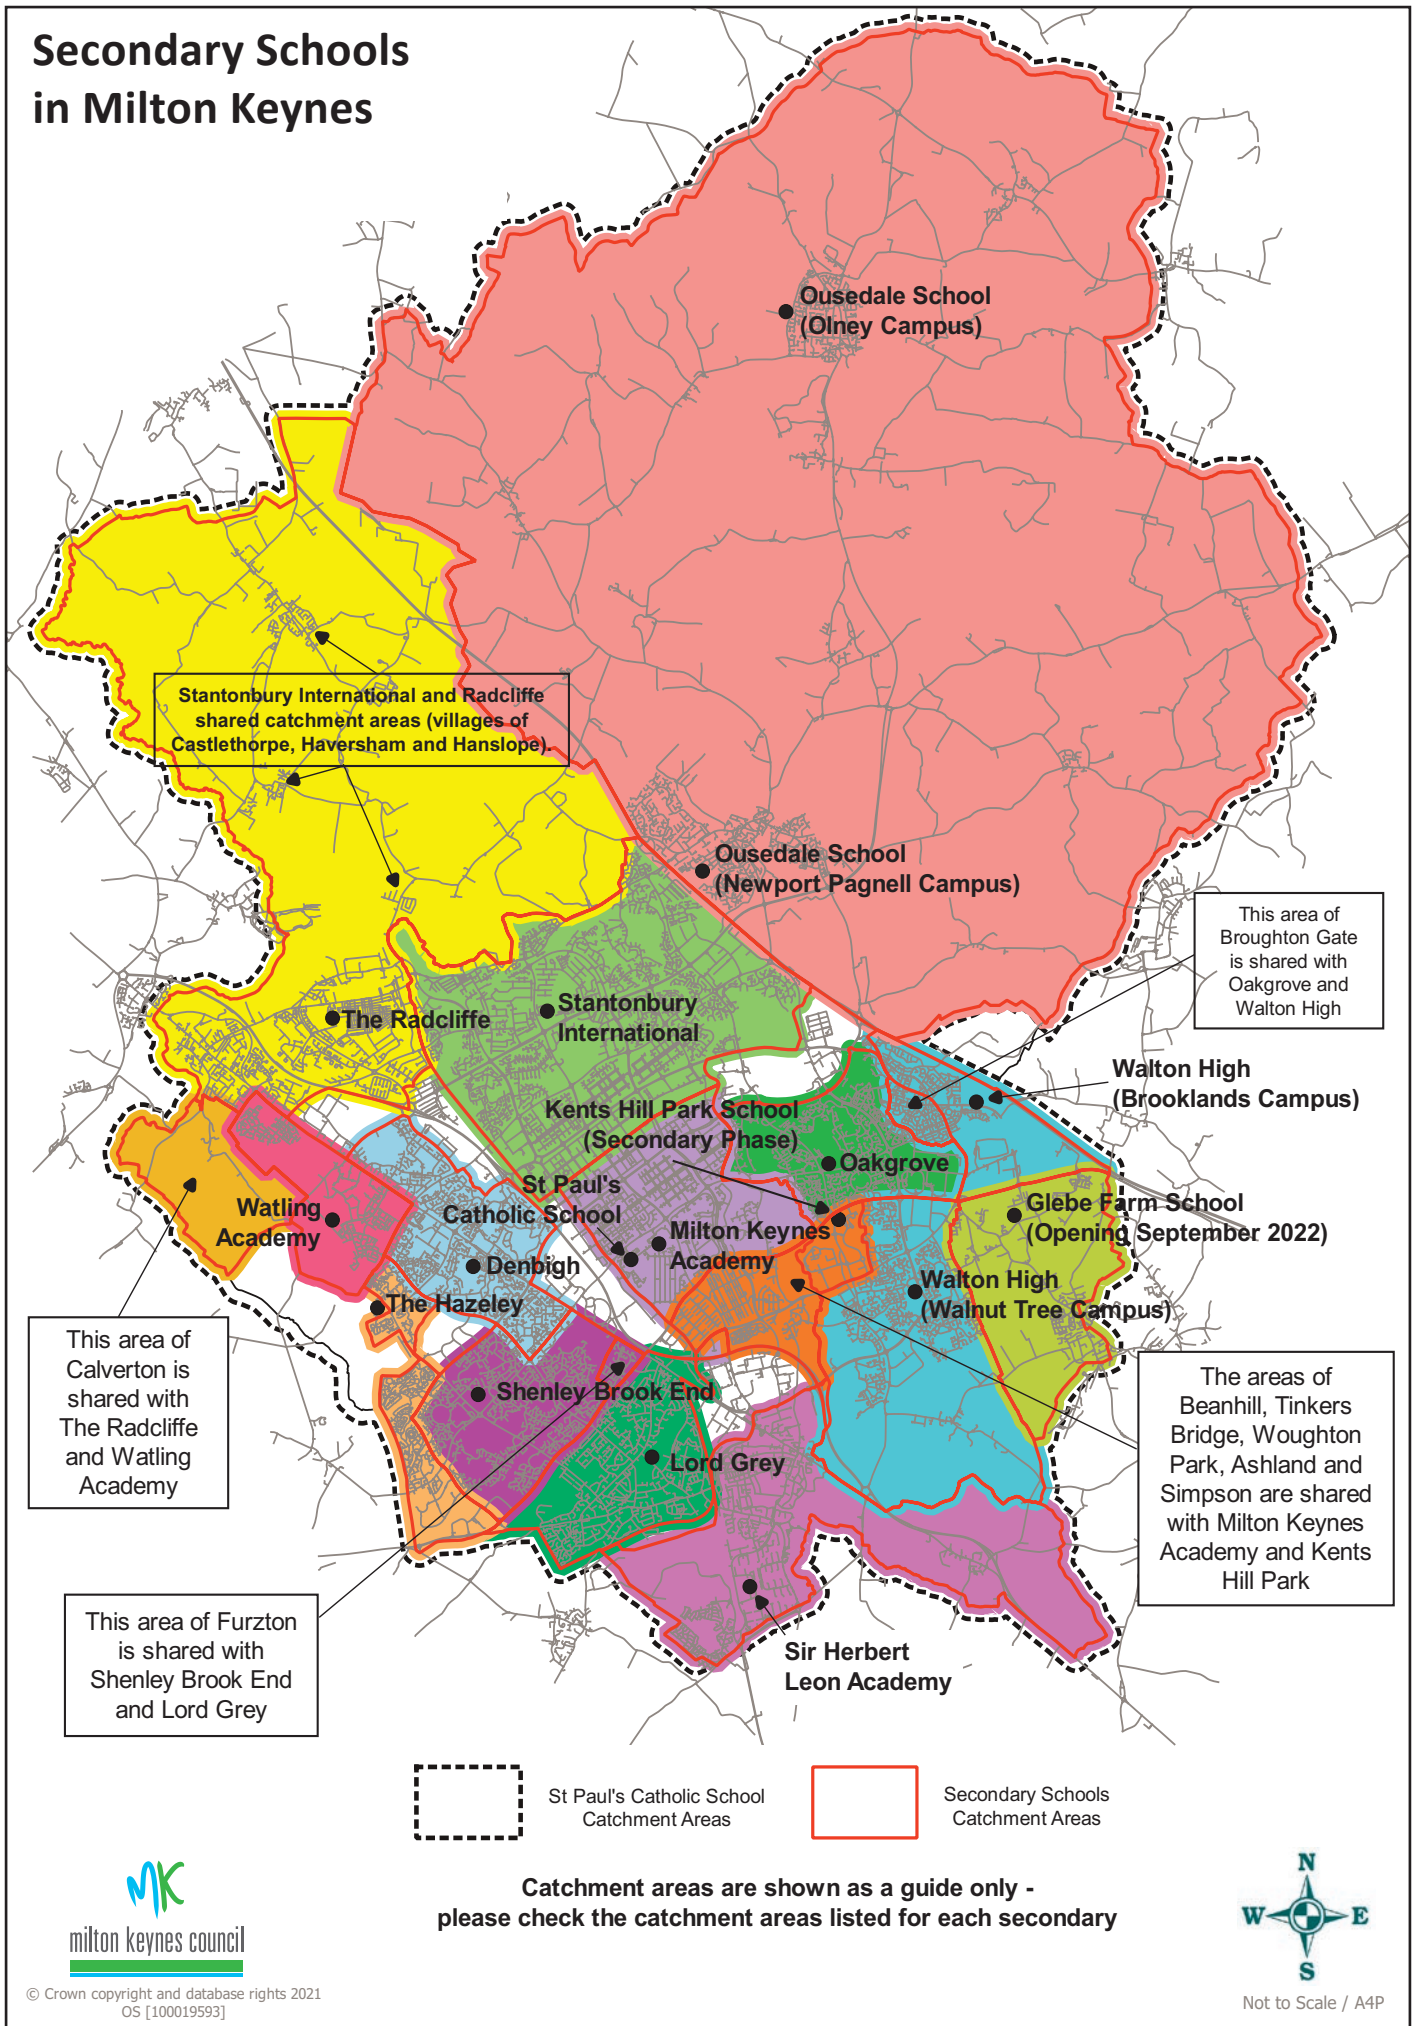 Secondary Schools
in Milton Keynes
Ousedale School
(Olney Campus)
Stantonbury International and Radcliffe
shared catchment areas (villages of
Castlethorpe, Haversham and Hanslope).
Ousedale School
(Newport Pagnell Campus)
This area of
Broughton Gate
is shared with
Oakgrove and
Walton High
Stantonbury
International
The Radcliffe
Walton High
(Brooklands Campus)
Kents Hill Park School
(Secondary Phase)
Oakgrove
St Paul's
Catholic School
Watling
Academy
Glebe Farm School
(Opening September 2022)
Milton Keynes
Academy
Denbigh
Walton High
(Walnut Tree Campus)
The Hazeley
This area of
Calverton is
shared with
The Radcliffe
and Watling
Academy
Shenley Brook End
The areas of
Beanhill, Tinkers
Bridge, Woughton
Park, Ashland and
Simpson are shared
with Milton Keynes
Academy and Kents
Hill Park
Lord Grey
This area of Furzton
is shared with
Shenley Brook End
and Lord Grey
Sir Herbert
Leon Academy
St Paul's Catholic School
Catchment Areas
Secondary Schools
Catchment Areas
Catchment areas are shown as a guide only -
please check the catchment areas listed for each secondary
MK
milton keynes council
© Crown copyright and database rights 2021
OS [100019593]
N
W E
S
Not to Scale / A4P